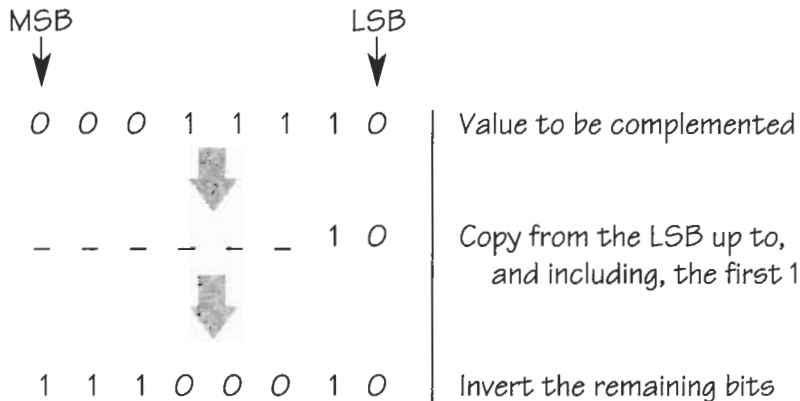 MSB LSB
0 0 0 1 1 1 1 0 Value to be complemented
_ _ _ _ _ _ 1 0 Copy from the LSB up to,
and including, the first 1
1 1 1 0 0 0 1 0 Invert the remaining bits